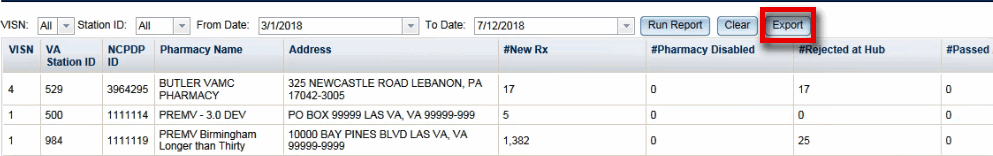 VISN: All Station ID: All From Date: 3/1/2018 To Date: 7/12/2018 Run Report Clear Export
VISN VA Station ID NCPDP ID Pharmacy Name Address #New Rx #Pharmacy Disabled #Rejected at Hub #Passed
4 529 3964295 BUTLER VAMC PHARMACY 325 NEWCASTLE ROAD LEBANON, PA 17042-3005 17 0 17 0
1 500 1111114 PREMV - 3.0 DEV PO BOX 99999 LAS VA, VA 99999-999 5 0 0 0
1 984 1111119 PREMV Birmingham Longer than Thirty 10000 BAY PINES BLVD LAS VA, VA 99999-9999 1,382 0 25 0